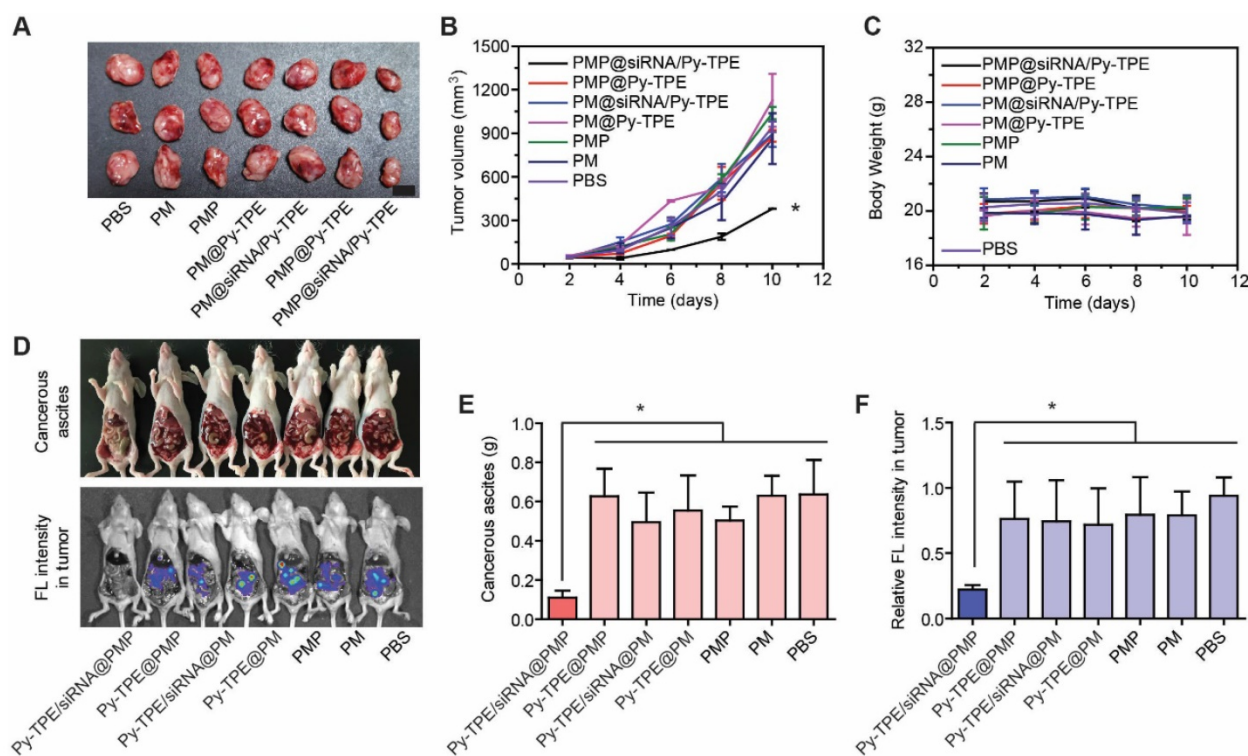 A
PBS
PM
PMP
PM@Py-TPE
PM@siRNA/Py-TPE
PMP@Py-TPE
PMP@siRNA/Py-TPE
B
1500
1200
900
600
300
0
Tumor volume (mm³)
PMP@siRNA/Py-TPE
PMP@Py-TPE
PM@siRNA/Py-TPE
PM@Py-TPE
PMP
PM
PBS
*
0 2 4 6 8 10 12
Time (days)
C
32
28
24
20
16
Body Weight (g)
PMP@siRNA/Py-TPE
PMP@Py-TPE
PM@siRNA/Py-TPE
PM@Py-TPE
PMP
PM
PBS
0 2 4 6 8 10 12
Time (days)
D
Cancerous
ascites
FL intensity
in tumor
Py-TPE/siRNA@PMP
Py-TPE@PMP
Py-TPE/siRNA@PM
Py-TPE@PM
PMP
PM
PBS
E
*
1.0
0.8
0.6
0.4
0.2
0.0
Cancerous ascites (g)
Py-TPE/siRNA@PMP
Py-TPE@PMP
Py-TPE/siRNA@PM
Py-TPE@PM
PMP
PM
PBS
F
*
1.5
1.0
0.5
0.0
Relative FL intensity in tumor
Py-TPE/siRNA@PMP
Py-TPE@PMP
Py-TPE/siRNA@PM
Py-TPE@PM
PMP
PM
PBS